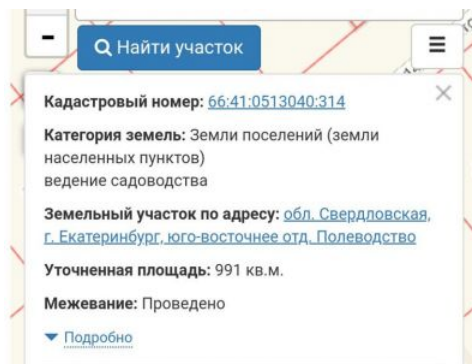 Найти участок
Кадастровый номер: 66:41:0513040:314
Категория земель: Земли поселений (земли
населенных пунктов)
ведение садоводства
Земельный участок по адресу: обл. Свердловская,
г. Екатеринбург, юго-восточнее отд. Полеводство
Уточненная площадь: 991 кв.м.
Межевание: Проведено
Подробно